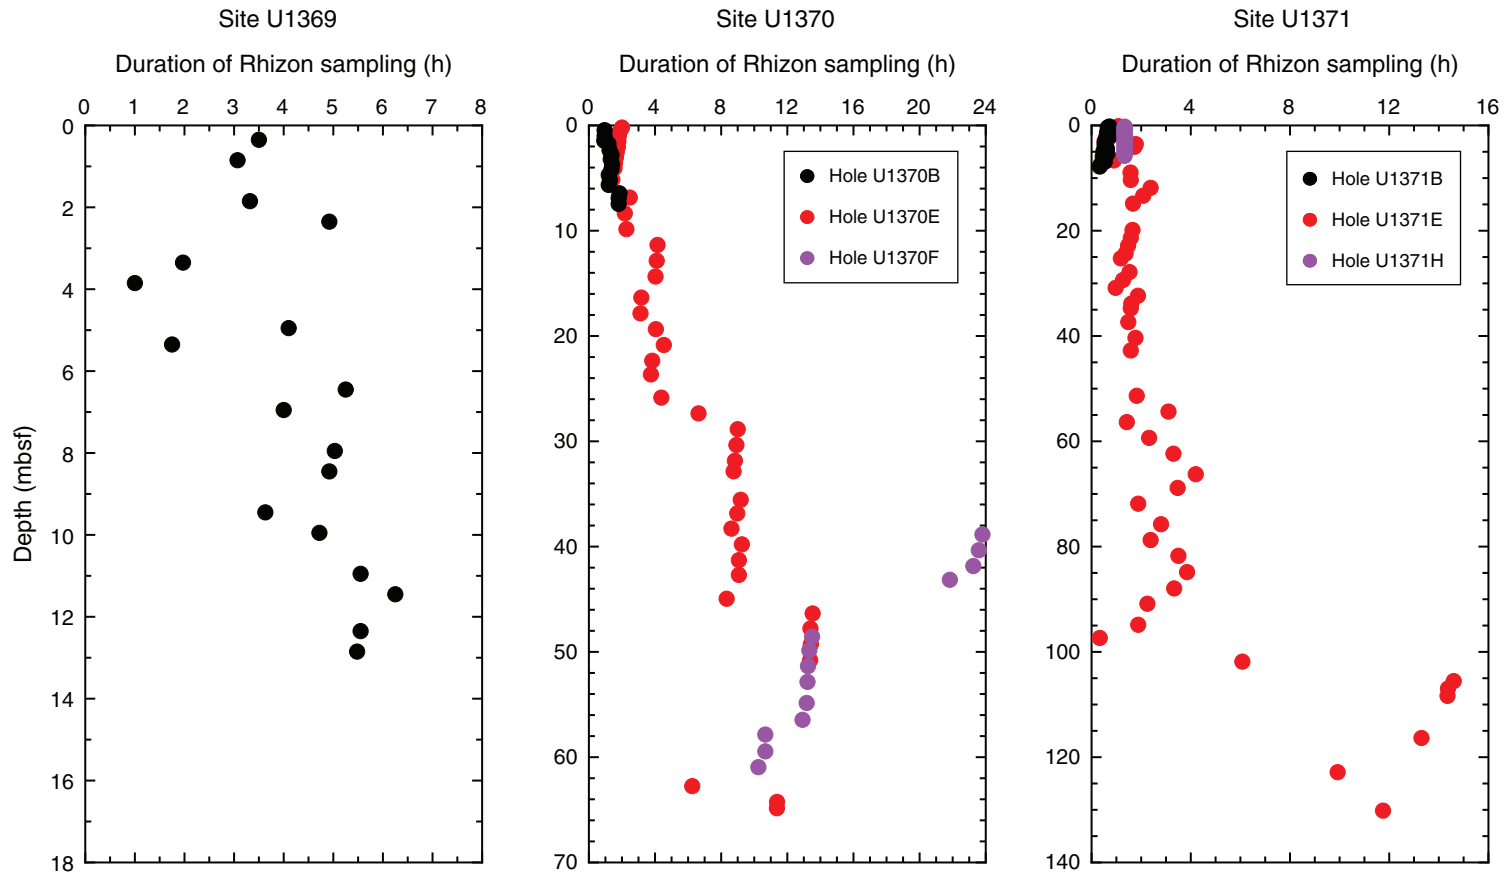 Site U1369
Duration of Rhizon sampling (h)
0 1 2 3 4 5 6 7 8
0
2
4
6
8
10
12
14
16
18
Depth (mbsf)
Site U1370
Duration of Rhizon sampling (h)
0 4 8 12 16 20 24
0
10
20
30
40
50
60
70
Hole U1370B
Hole U1370E
Hole U1370F
Site U1371
Duration of Rhizon sampling (h)
0 4 8 12 16
0
20
40
60
80
100
120
140
Hole U1371B
Hole U1371E
Hole U1371H